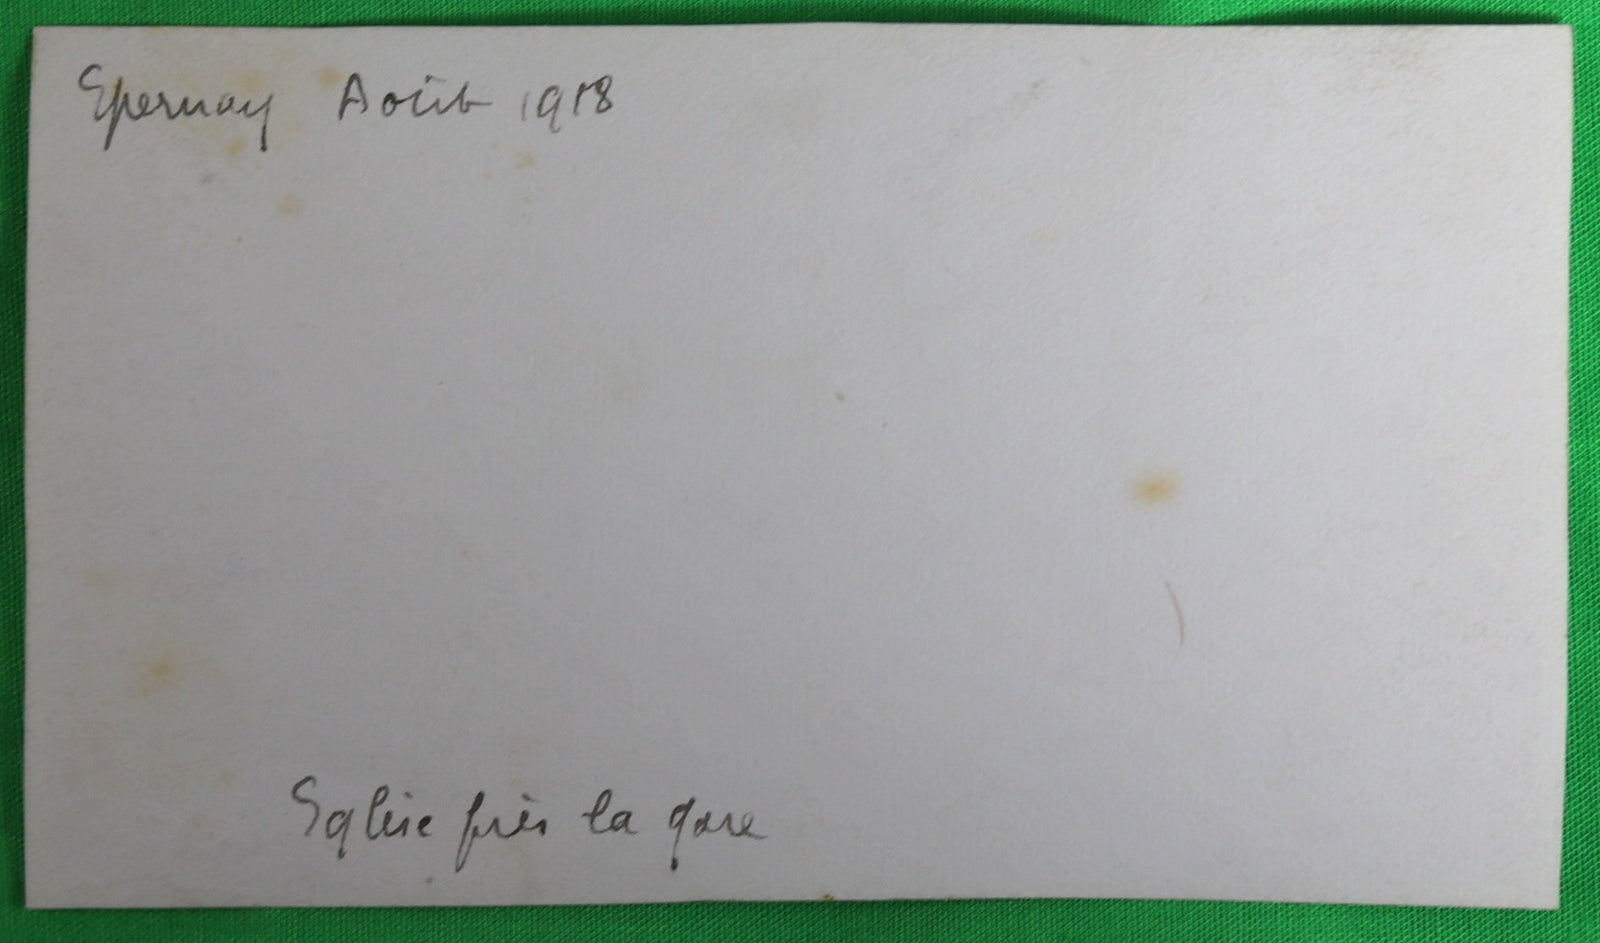 Epernay Août 1918
Eglise près la gare